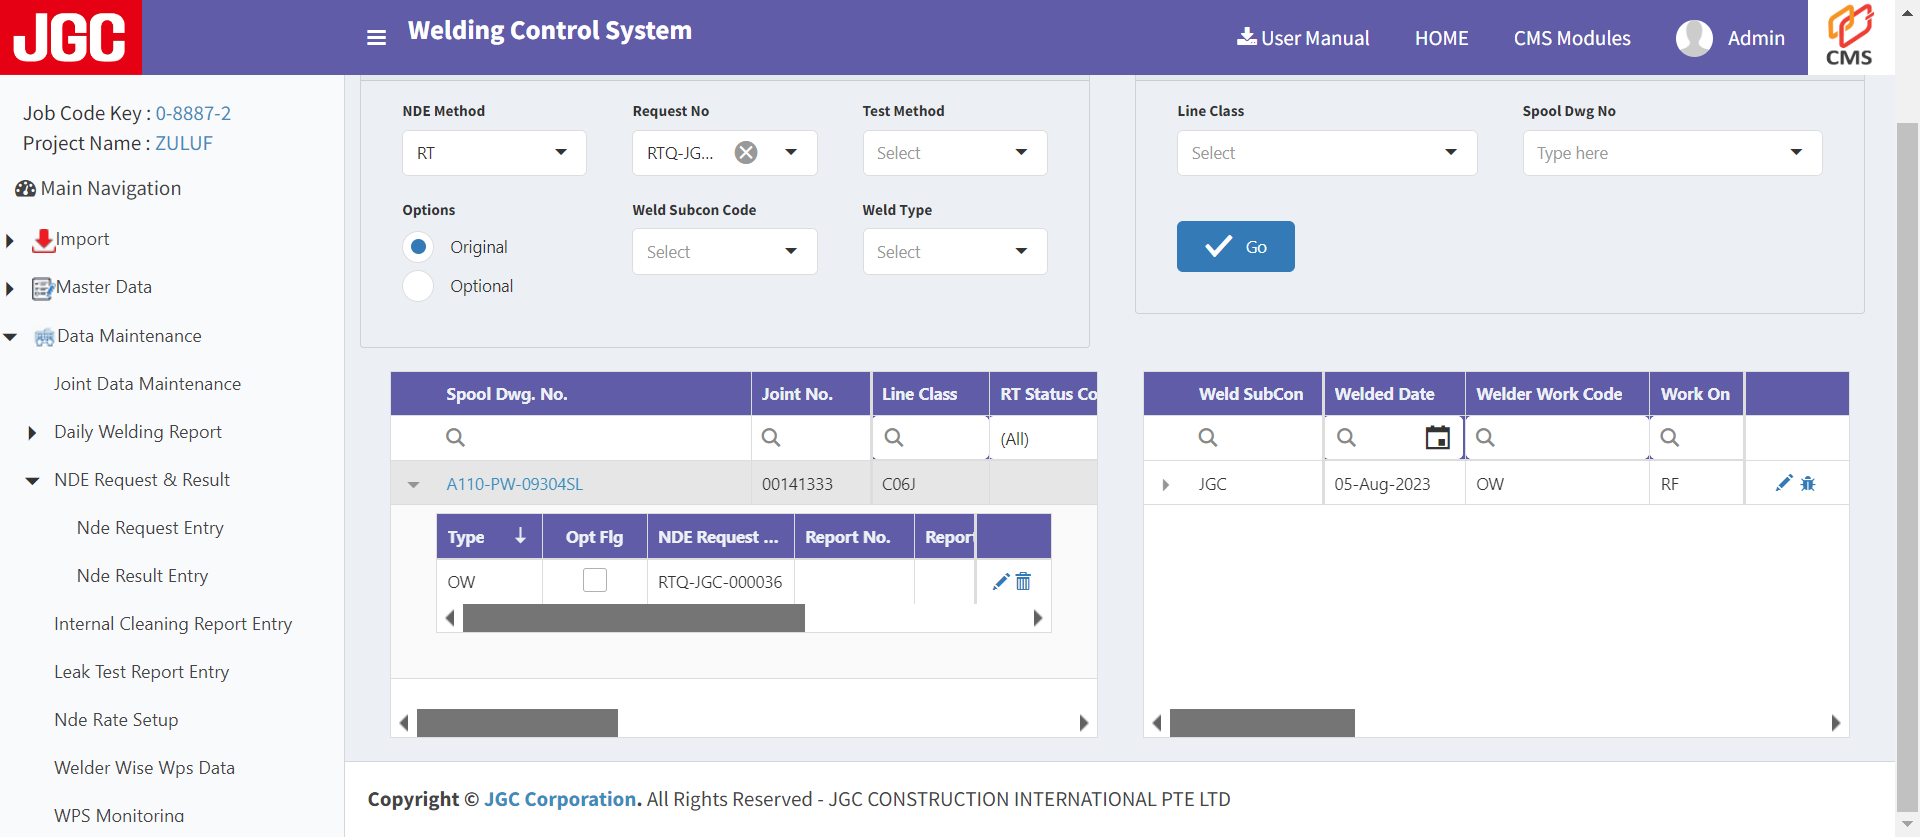 JGC
Welding Control System
User Manual
HOME
CMS Modules
Admin
CMS
Job Code Key : 0-8887-2
Project Name : ZULUF
Main Navigation
Import
Master Data
Data Maintenance
Joint Data Maintenance
Daily Welding Report
NDE Request & Result
Nde Request Entry
Nde Result Entry
Internal Cleaning Report Entry
Leak Test Report Entry
Nde Rate Setup
Welder Wise Wps Data
WPS Monitoring
NDE Method
Request No
Test Method
RT
RTQ-JG...
Select
Options
Weld Subcon Code
Weld Type
Original
Select
Select
Optional
Line Class
Spool Dwg No
Select
Type here
Go
Spool Dwg. No.
Joint No.
Line Class
RT Status Co
(All)
A110-PW-09304SL
00141333
C06J
Type
Opt Flg
NDE Request ...
Report No.
Report
OW
RTQ-JGC-000036
Weld SubCon
Welded Date
Welder Work Code
Work On
JGC
05-Aug-2023
OW
RF
Copyright © JGC Corporation. All Rights Reserved - JGC CONSTRUCTION INTERNATIONAL PTE LTD